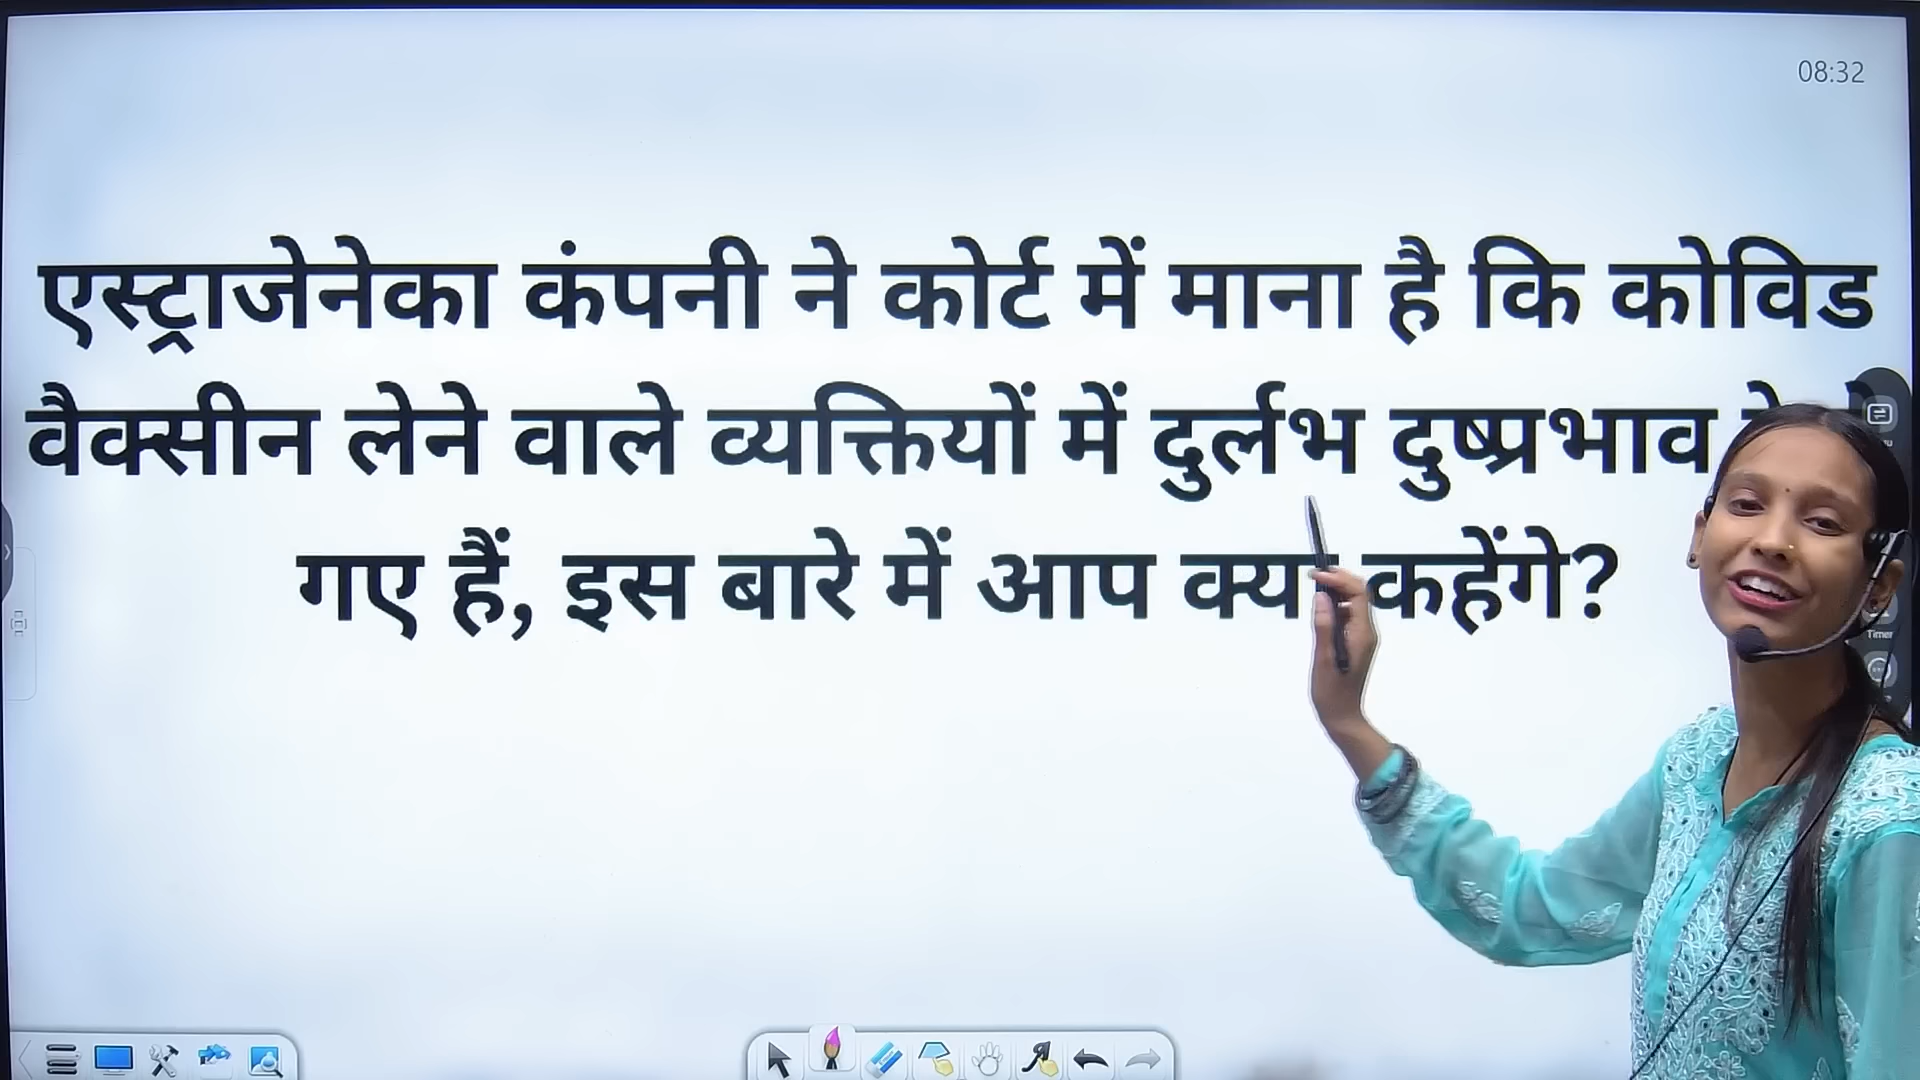 08:32
एस्ट्राजेनेका कंपनी ने कोर्ट में माना है कि कोविड
वैक्सीन लेने वाले व्यक्तियों में दुर्लभ दुष्प्रभाव
गए हैं, इस बारे में आप क्या कहेंगे?
Timer